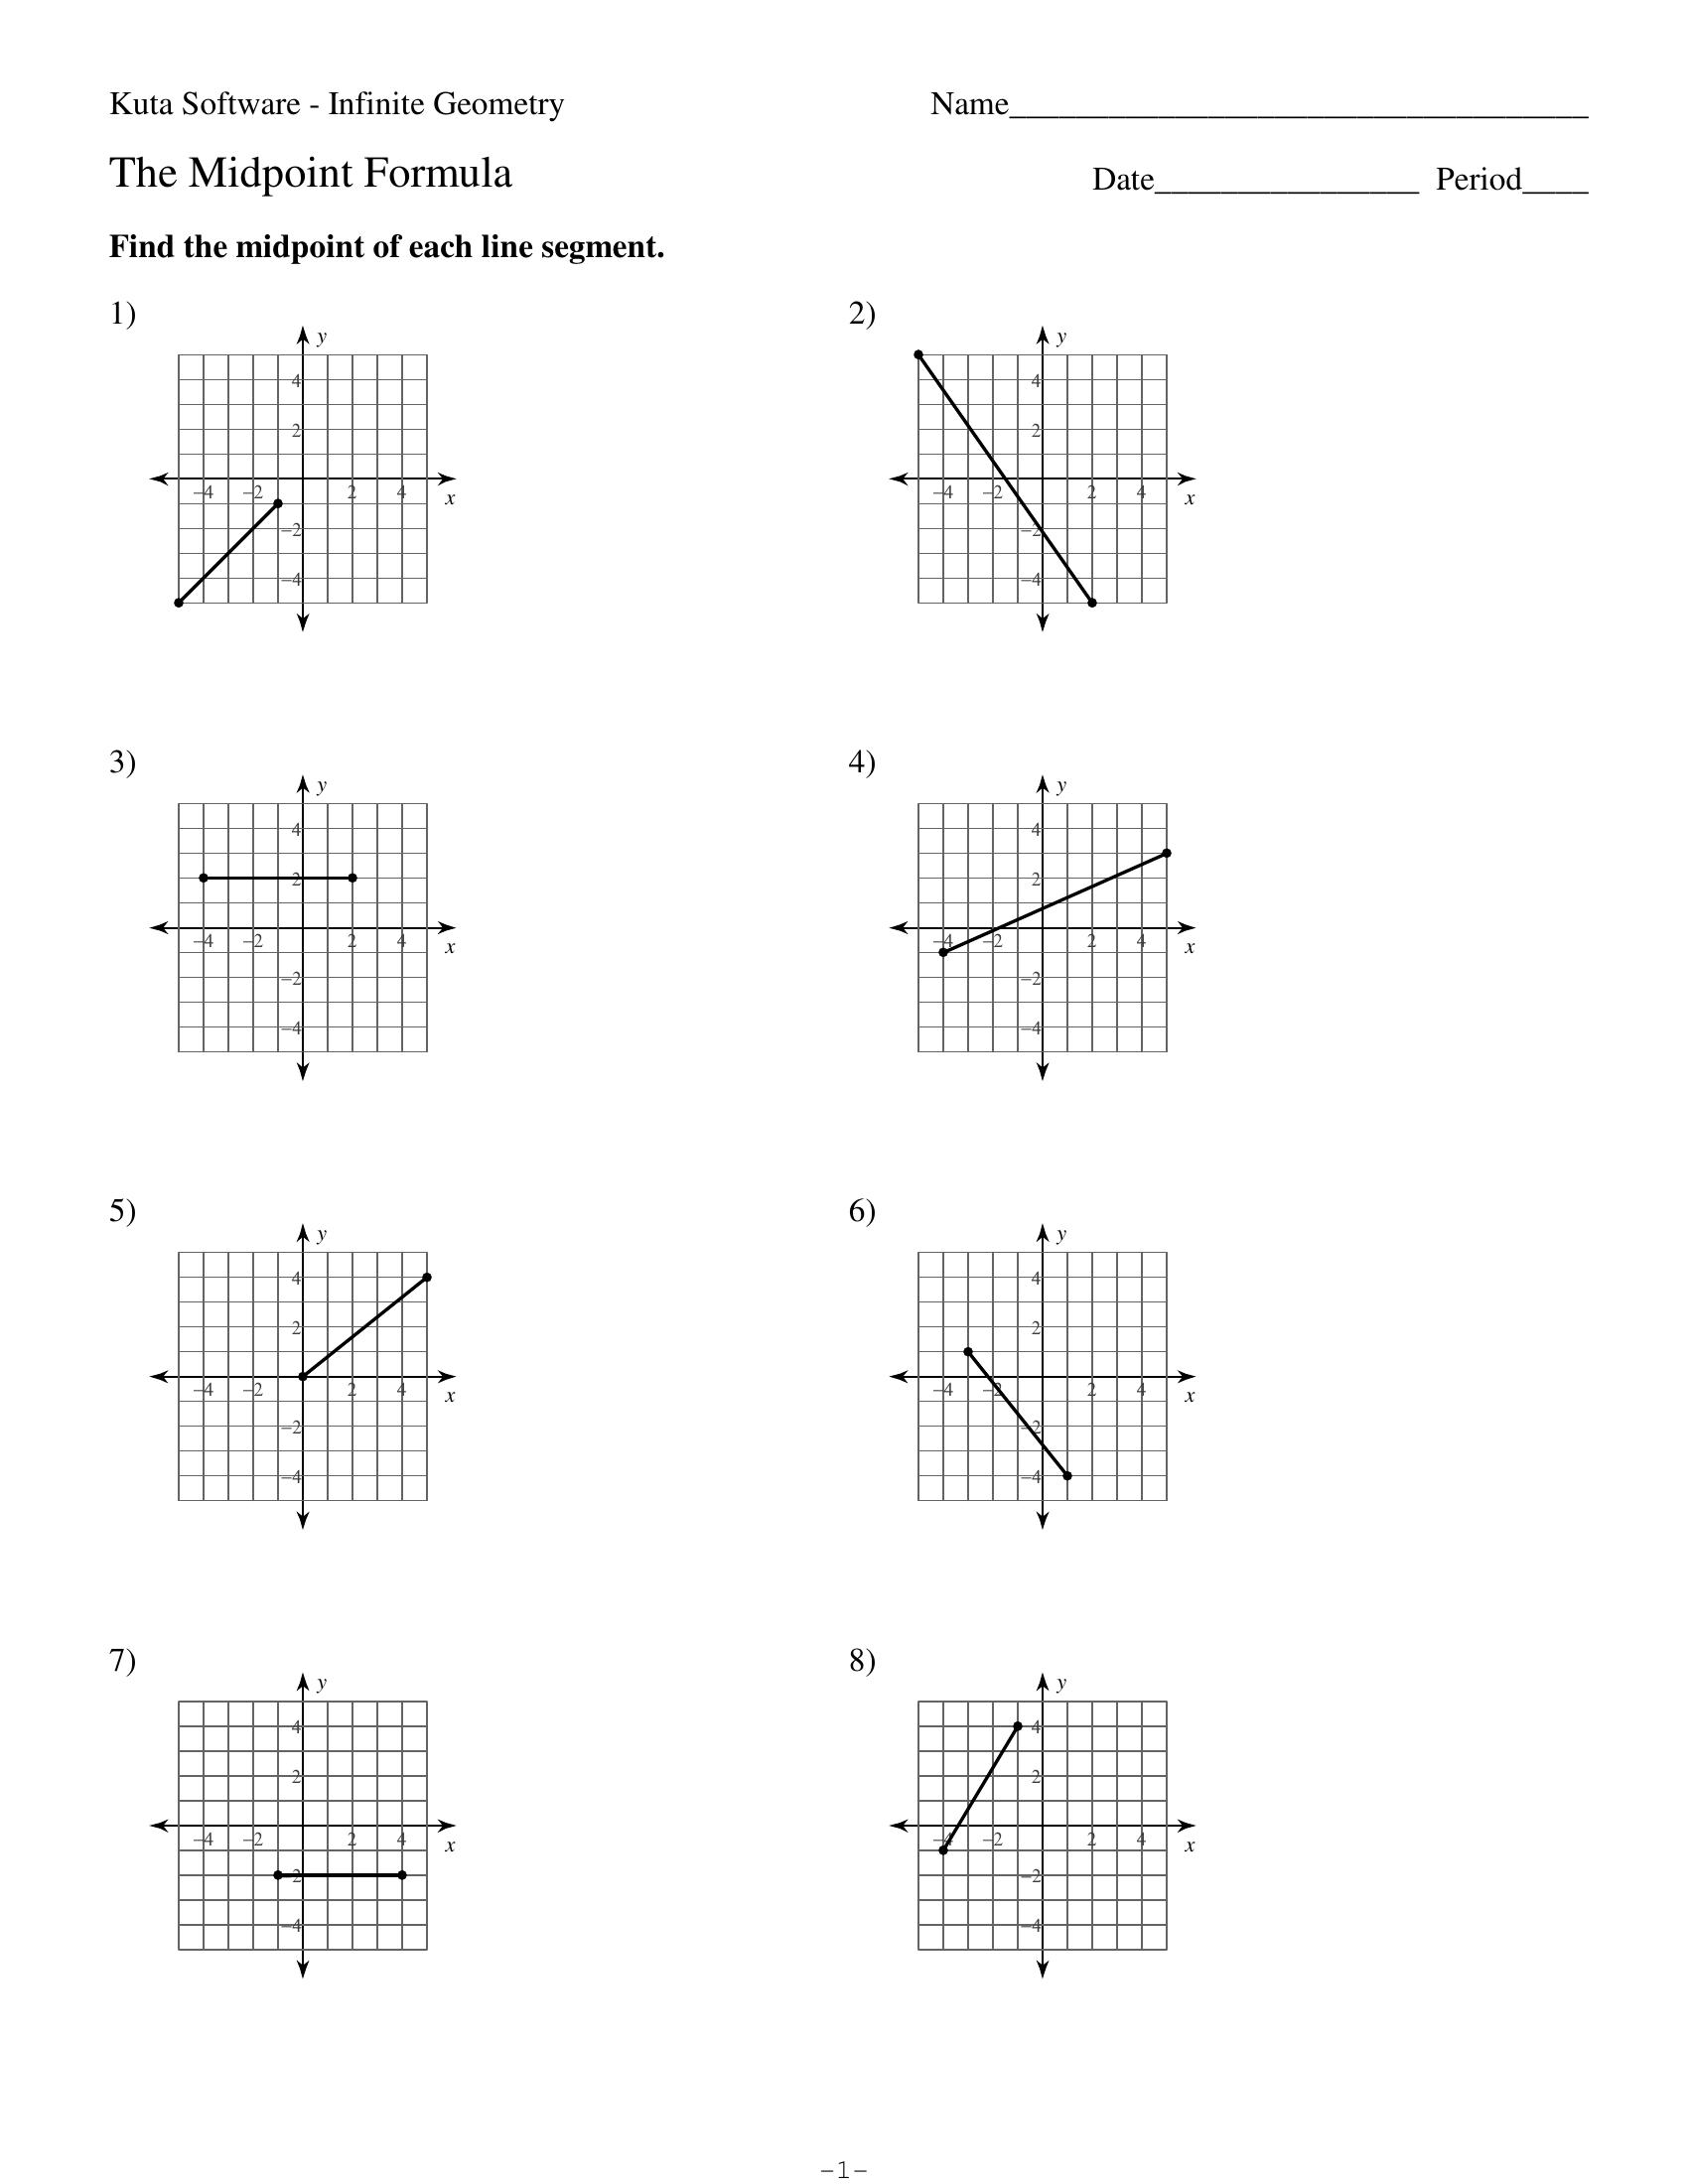 Kuta Software - Infinite Geometry
Name___________________________________
The Midpoint Formula
Date________________ Period____
Find the midpoint of each line segment.
1)
y
4
2
−4 −2 2 4
x
−2
−4
2)
y
4
2
−4 −2 2 4
x
−2
−4
3)
y
4
2
−4 −2 2 4
x
−2
−4
4)
y
4
2
−4 −2 2 4
x
−2
−4
5)
y
4
2
−4 −2 2 4
x
−2
−4
6)
y
4
2
−4 −2 2 4
x
−2
−4
7)
y
4
2
−4 −2 2 4
x
−2
−4
8)
y
4
2
−4 −2 2 4
x
−2
−4
-1-